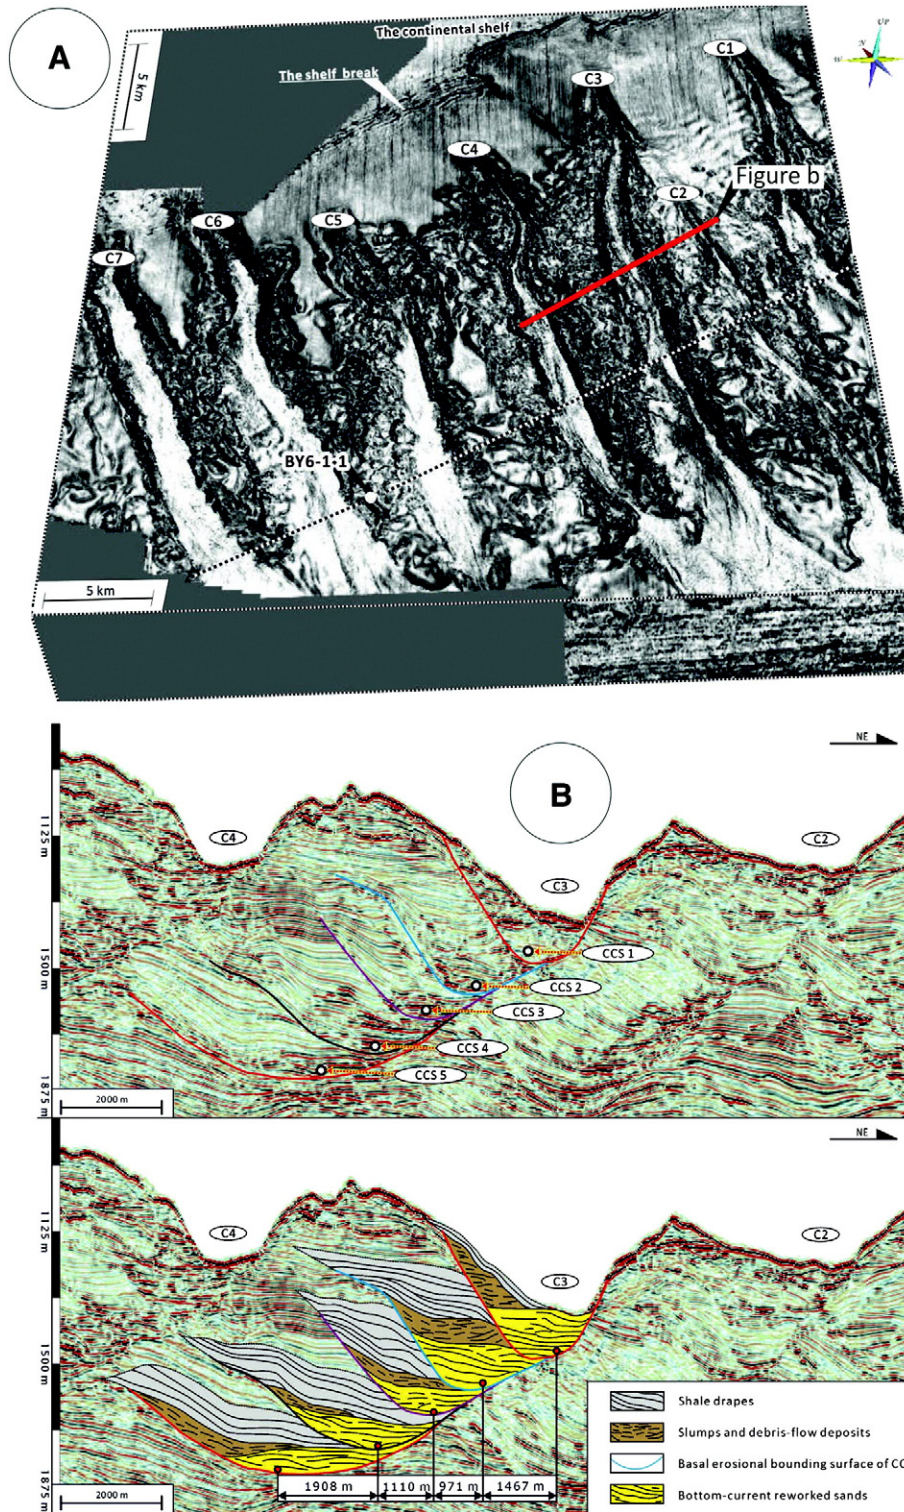 A
The continental shelf
UP
N
W
5 km
The shelf break
C1
C3
C4
Figure b
C2
C6
C5
C7
BY6-1-1
5 km
NE
B
1125 m
C4
C2
C3
CCS 1
1500 m
CCS 2
CCS 3
CCS 4
CCS 5
1875 m
2000 m
NE
1125 m
C4
C2
C3
1500 m
Shale drapes
Slumps and debris-flow deposits
Basal erosional bounding surface of CC
1875 m
1908 m
1110 m
971 m
1467 m
2000 m
Bottom-current reworked sands